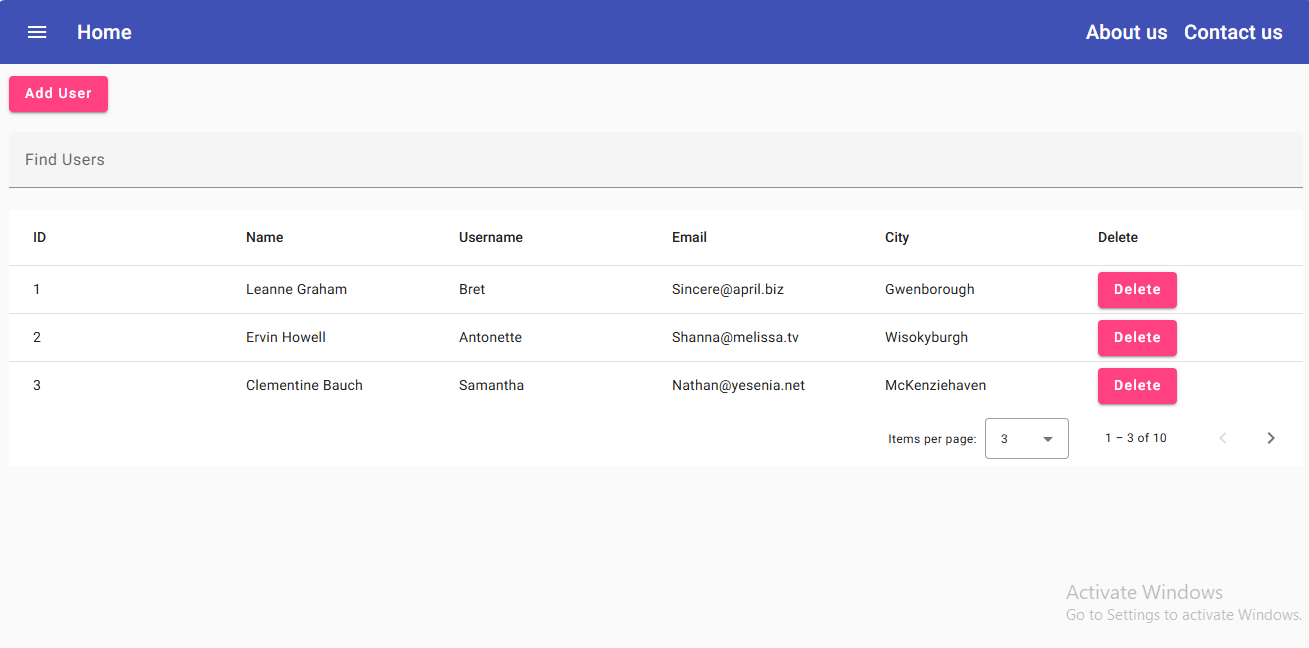 Home About us Contact us
Add User
Find Users
ID Name Username Email City Delete
1 Leanne Graham Bret Sincere@april.biz Gwenborough Delete
2 Ervin Howell Antonette Shanna@melissa.tv Wisokyburgh Delete
3 Clementine Bauch Samantha Nathan@yesenia.net McKenziehaven Delete
Items per page: 3 1 – 3 of 10
Activate Windows
Go to Settings to activate Windows.